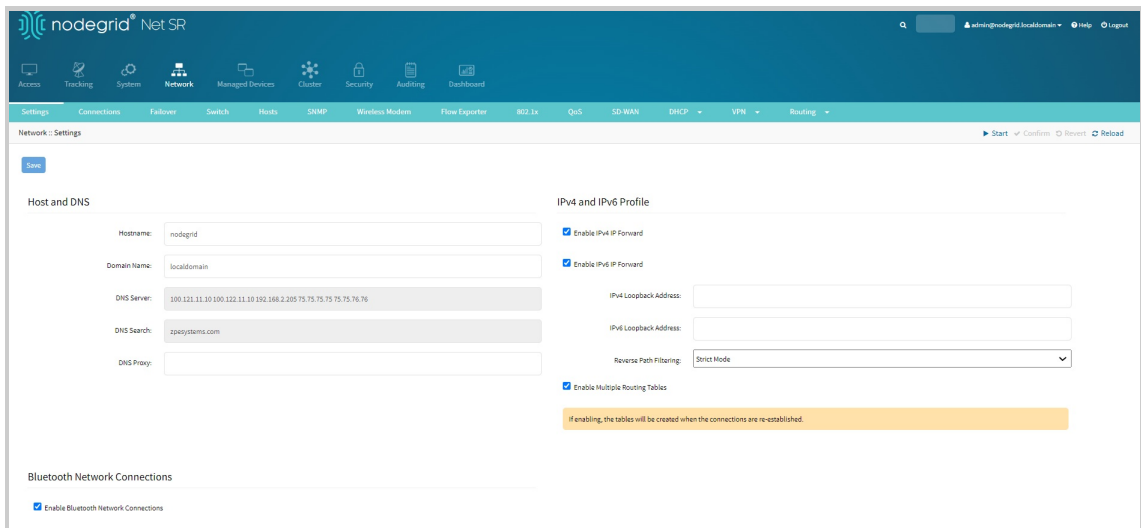 nodegrid® Net SR
admin@nodegrid.localdomain Help Logout
Access Tracking System Network Managed Devices Cluster Security Auditing Dashboard
Settings Connections Failover Switch Hosts SNMP Wireless Modem Flow Exporter 802.1x QoS SD-WAN DHCP VPN Routing
Network :: Settings
Start Confirm Revert Reload
Save
Host and DNS
Hostname: nodegrid
Domain Name: localdomain
DNS Server: 100.121.11.10 100.122.11.10 192.168.2.205 75.75.75.75 75.75.76.76
DNS Search: zpesystems.com
DNS Proxy:
IPv4 and IPv6 Profile
Enable IPv4 IP Forward
Enable IPv6 IP Forward
IPv4 Loopback Address:
IPv6 Loopback Address:
Reverse Path Filtering: Strict Mode
Enable Multiple Routing Tables
If enabling, the tables will be created when the connections are re-established.
Bluetooth Network Connections
Enable Bluetooth Network Connections